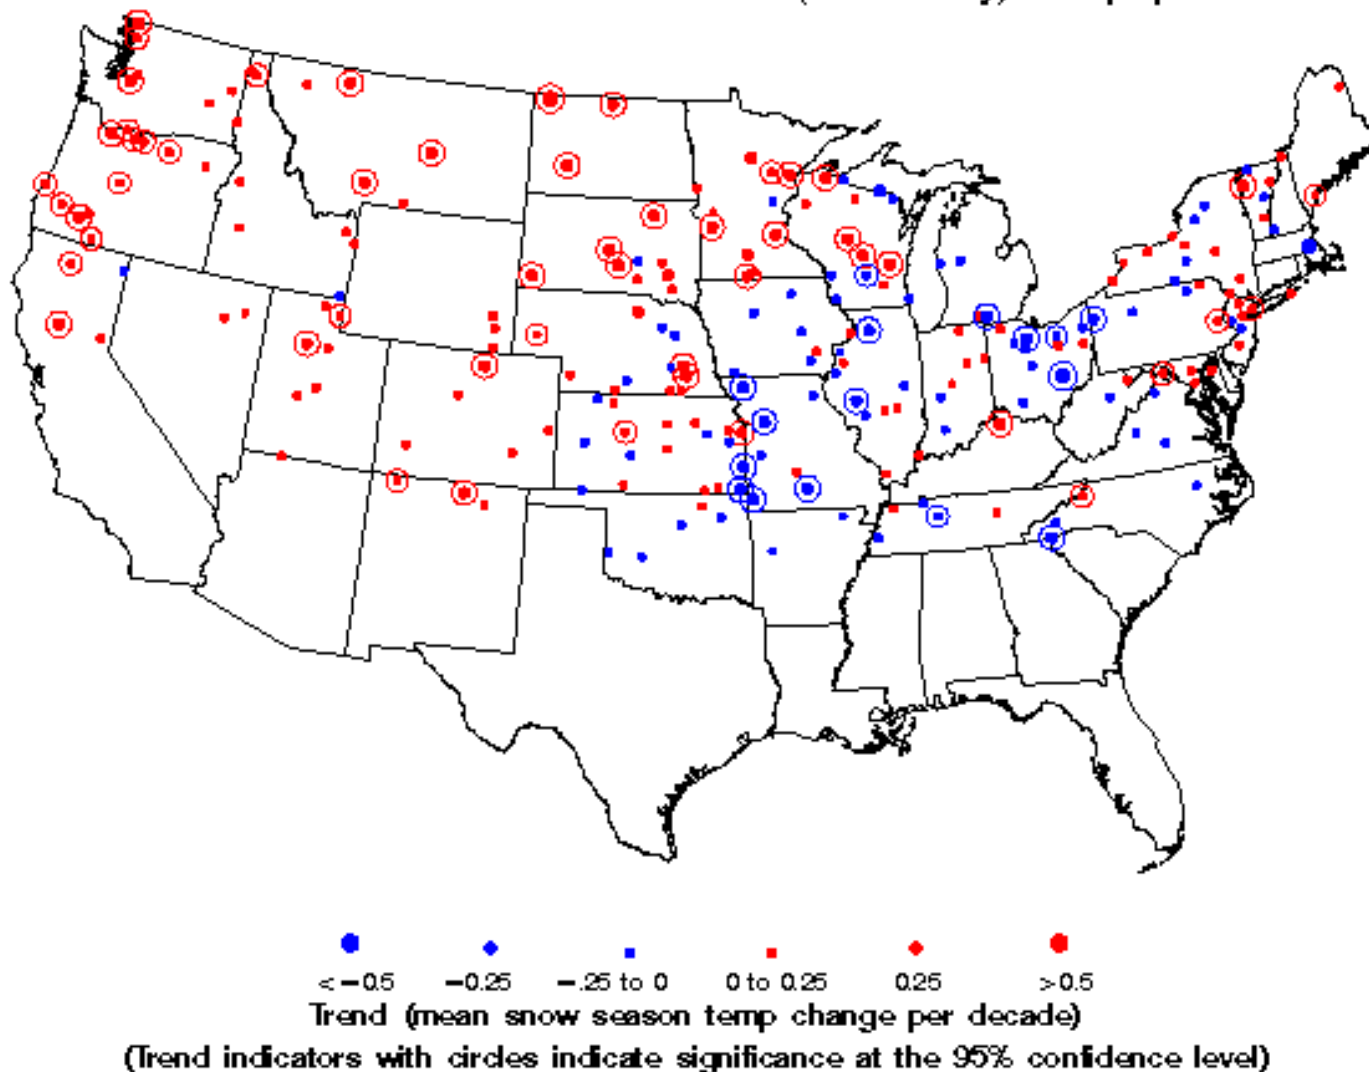 < −0.5 −0.25 −.25 to 0 0 to 0.25 0.25 >0.5
Trend (mean snow season temp change per decade)
(Trend indicators with circles indicate significance at the 95% confidence level)